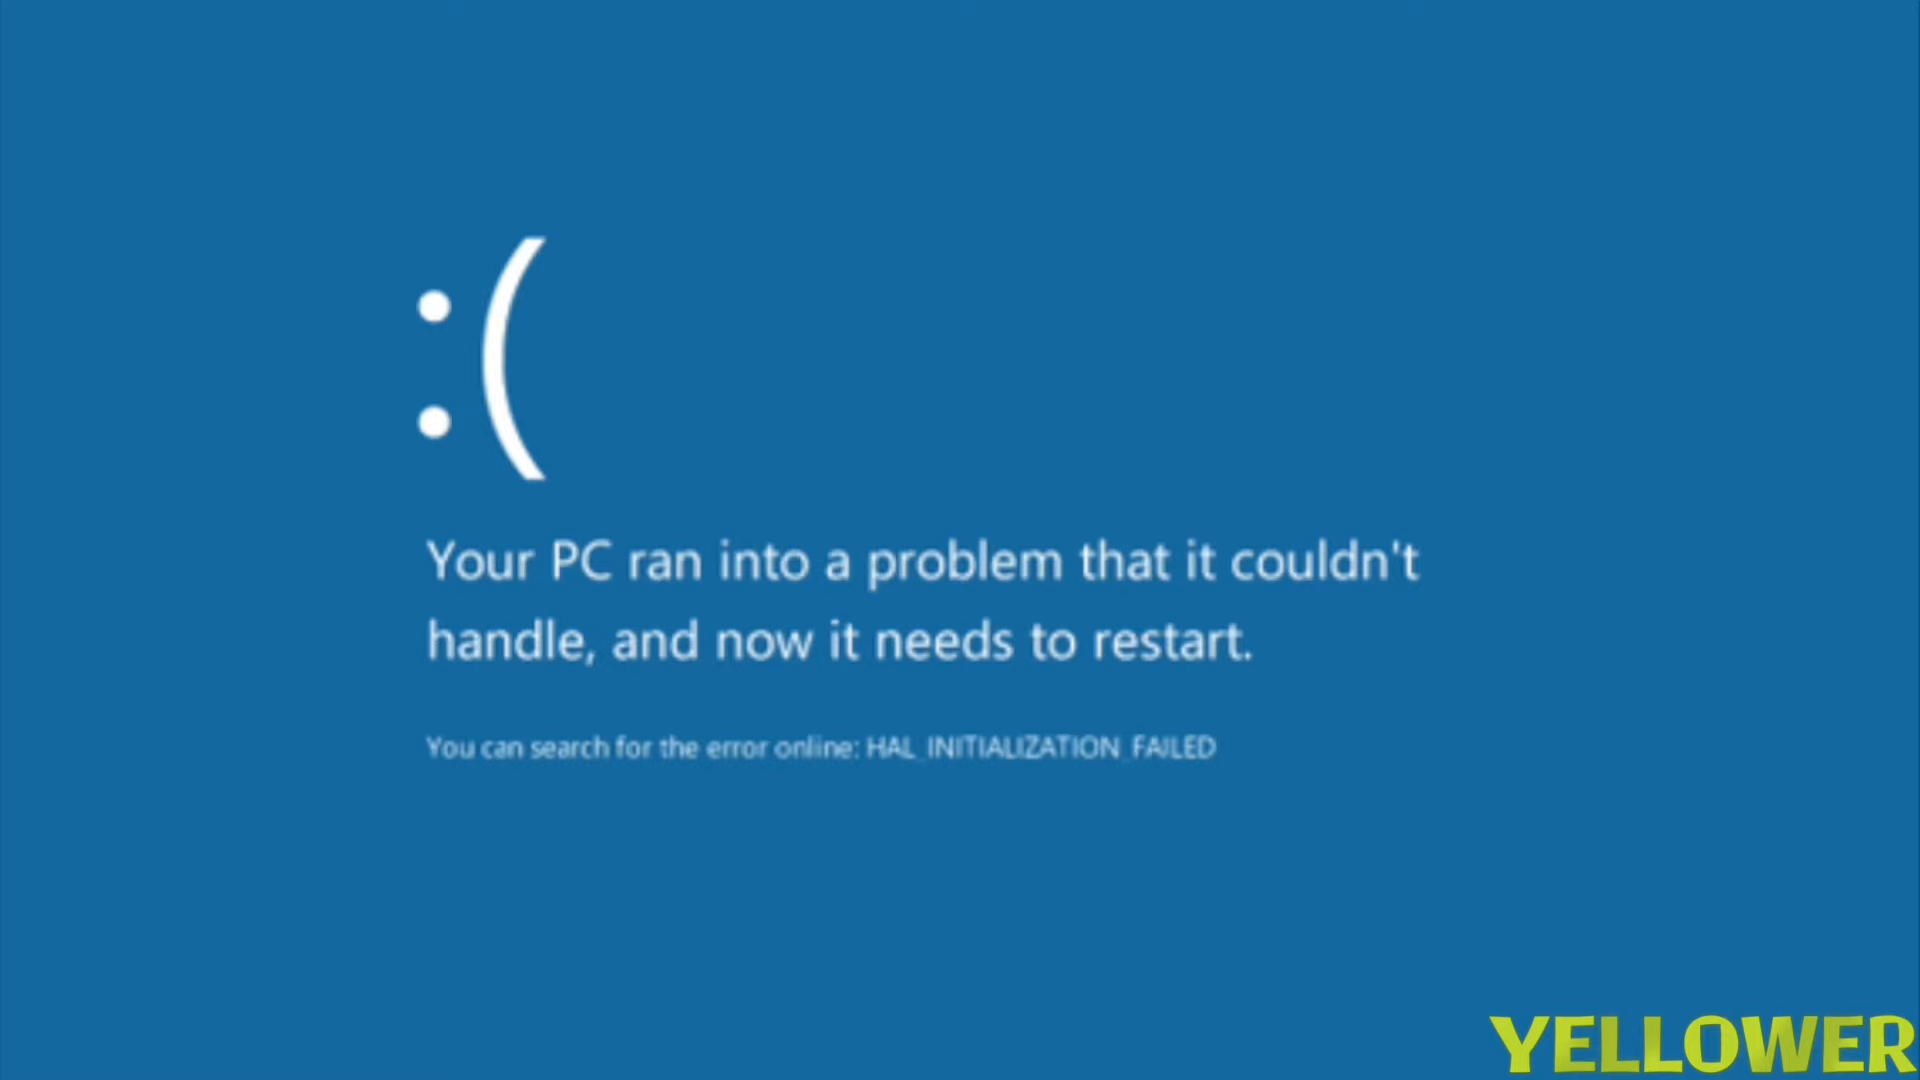 :(
Your PC ran into a problem that it couldn't
handle, and now it needs to restart.
You can search for the error online: HAL_INITIALIZATION_FAILED
YELLOWER